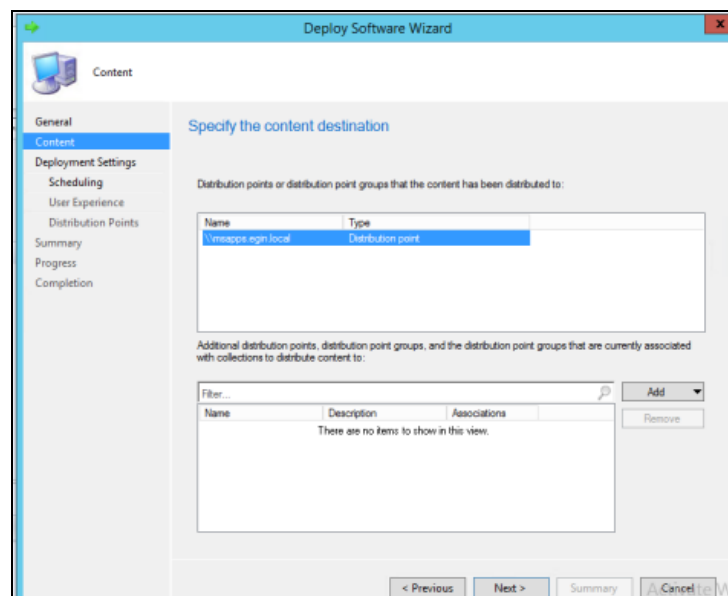 Deploy Software Wizard
x
Content
General
Content
Deployment Settings
Scheduling
User Experience
Distribution Points
Summary
Progress
Completion
Specify the content destination
Distribution points or distribution point groups that the content has been distributed to:
Name Type
\\msapps.egin.local Distribution point
Additional distribution points, distribution point groups, and the distribution point groups that are currently associated
with collections to distribute content to:
Filter...
Add
Name Description Associations
Remove
There are no items to show in this view.
< Previous Next > Summary Cancel